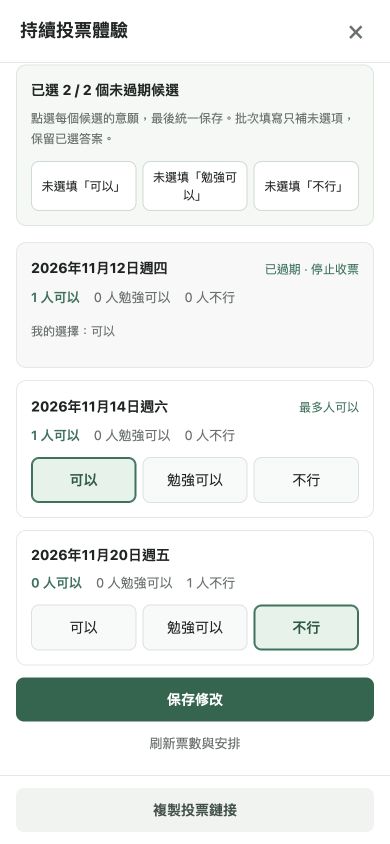 持續投票體驗
已選 2 / 2 個未過期候選
點選每個候選的意願，最後統一保存。批次填寫只補未選項，
保留已選答案。
未選填「可以」
未選填「勉強可
以」
未選填「不行」
2026年11月12日週四
已過期 · 停止收票
1 人可以 0 人勉強可以 0 人不行
我的選擇：可以
2026年11月14日週六
最多人可以
1 人可以 0 人勉強可以 0 人不行
可以 勉強可以 不行
2026年11月20日週五
0 人可以 0 人勉強可以 1 人不行
可以 勉強可以 不行
保存修改
刷新票數與安排
複製投票鏈接